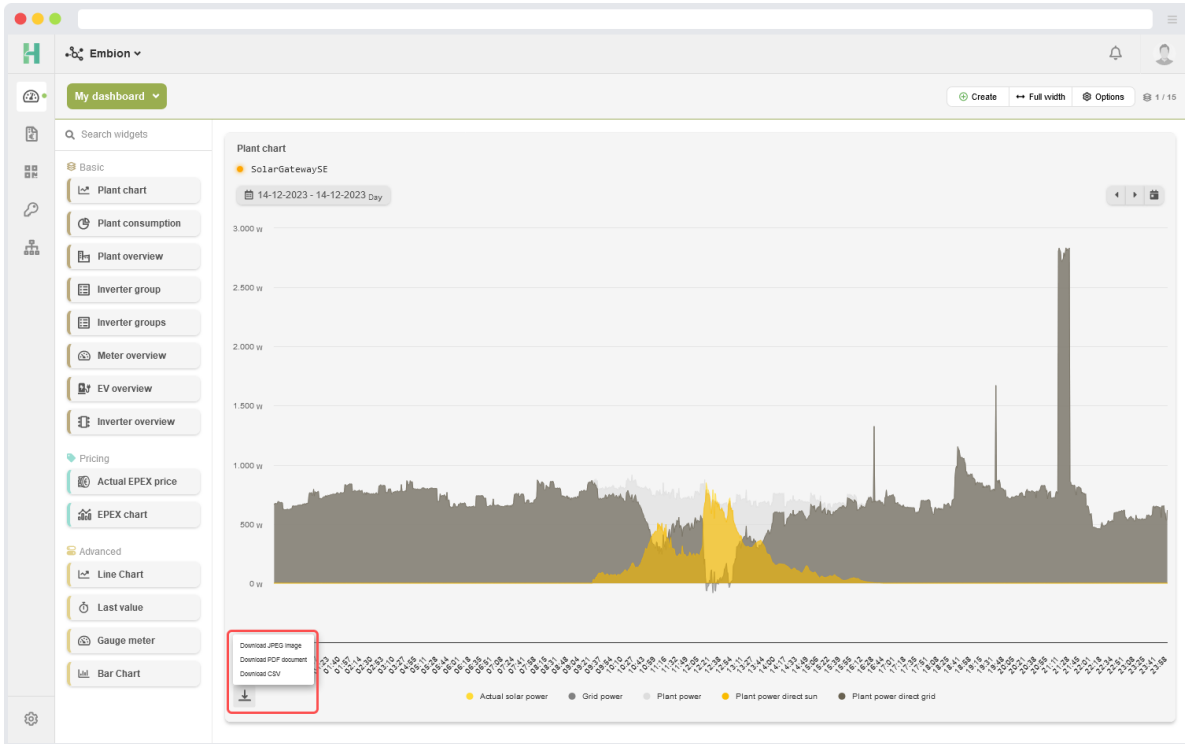 Embion
My dashboard
Create
Full width
Options
1 / 15
Search widgets
Basic
Plant chart
Plant consumption
Plant overview
Inverter group
Inverter groups
Meter overview
EV overview
Inverter overview
Pricing
Actual EPEX price
EPEX chart
Advanced
Line Chart
Last value
Gauge meter
Bar Chart
Plant chart
SolarGatewaySE
14-12-2023 - 14-12-2023 Day
3.000 w
2.500 w
2.000 w
1.500 w
1.000 w
500 w
0 w
Download JPEG image
Download PDF document
Download CSV
Actual solar power
Grid power
Plant power
Plant power direct sun
Plant power direct grid